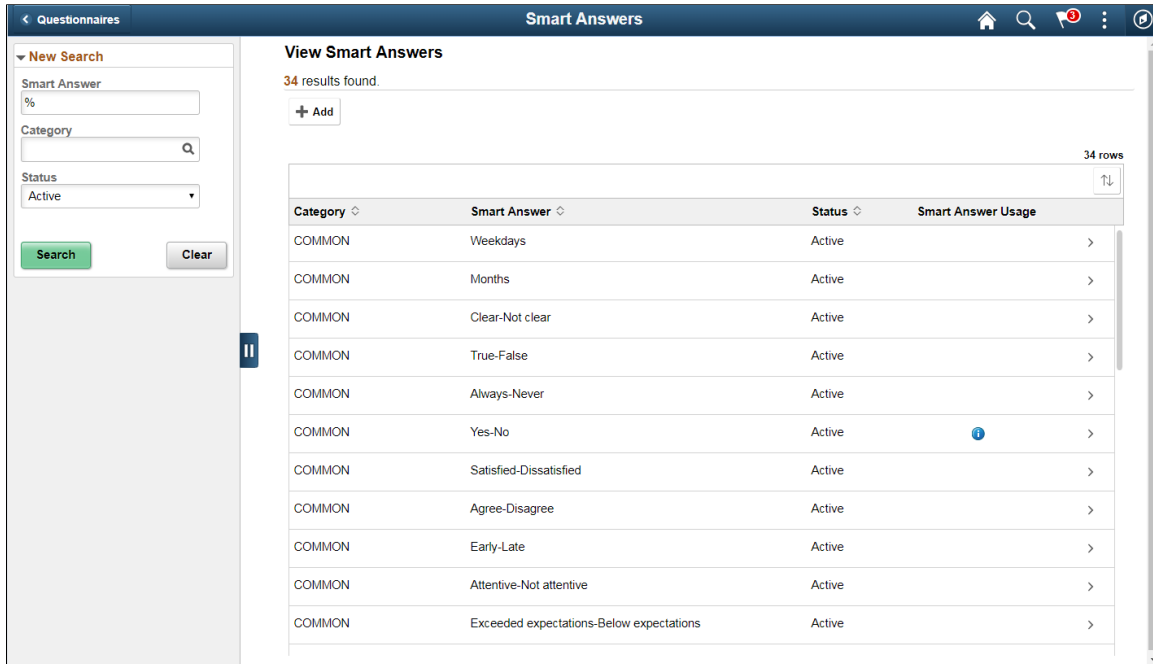 Questionnaires
Smart Answers
3
New Search
Smart Answer
%
Category
Status
Active
Search
Clear
View Smart Answers
34 results found.
+ Add
34 rows
Category Smart Answer Status Smart Answer Usage
COMMON Weekdays Active
COMMON Months Active
COMMON Clear-Not clear Active
COMMON True-False Active
COMMON Always-Never Active
COMMON Yes-No Active i
COMMON Satisfied-Dissatisfied Active
COMMON Agree-Disagree Active
COMMON Early-Late Active
COMMON Attentive-Not attentive Active
COMMON Exceeded expectations-Below expectations Active